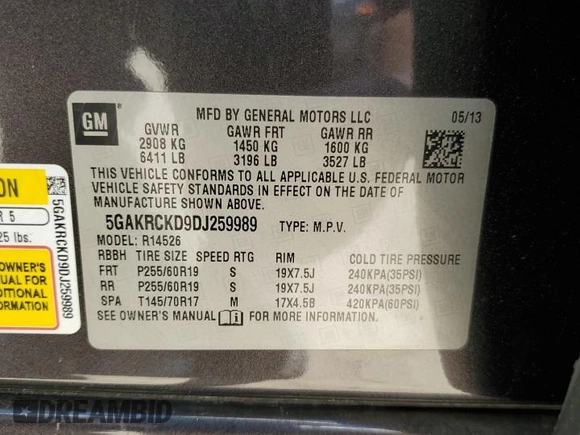 GM
MFD BY GENERAL MOTORS LLC
05/13
GVWR GAWR FRT GAWR RR
2908 KG 1450 KG 1600 KG
6411 LB 3196 LB 3527 LB
THIS VEHICLE CONFORMS TO ALL APPLICABLE U.S. FEDERAL MOTOR
VEHICLE SAFETY STANDARDS IN EFFECT ON THE DATE OF
MANUFACTURE SHOWN ABOVE.
5GAKRCKD9DJ259989 TYPE: M.P.V.
MODEL: R14526
RBBH TIRE SIZE SPEED RTG RIM COLD TIRE PRESSURE
FRT P255/60R19 S 19X7.5J 240KPA(35PSI)
RR P255/60R19 S 19X7.5J 240KPA(35PSI)
SPA T145/70R17 M 17X4.5B 420KPA(60PSI)
SEE OWNER'S MANUAL FOR MORE INFORMATION.
ON
R 5
25 lbs.
OWNER'S
MANUAL FOR
ADDITIONAL
INFORMATION
5GAKRCKD9DJ259989
DREAMBID